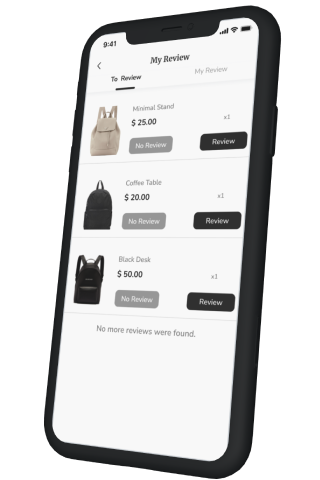 9:41
My Review
To Review
My Review
Minimal Stand
$ 25.00
x1
No Review
Review
Coffee Table
$ 20.00
x1
No Review
Review
Black Desk
$ 50.00
x1
No Review
Review
No more reviews were found.